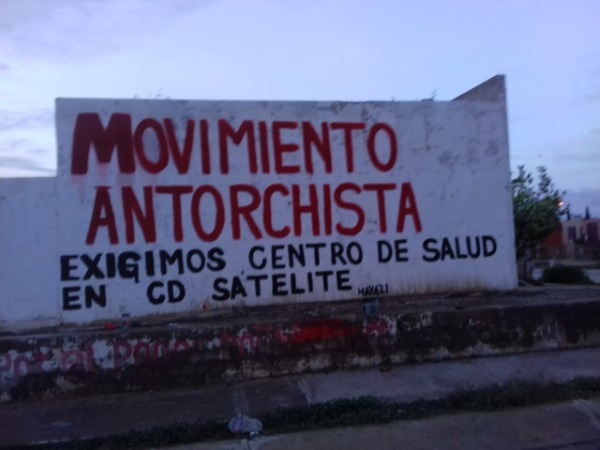 MOVIMIENTO
ANTORCHISTA
EXIGIMOS CENTRO DE SALUD
EN CD SATELITE